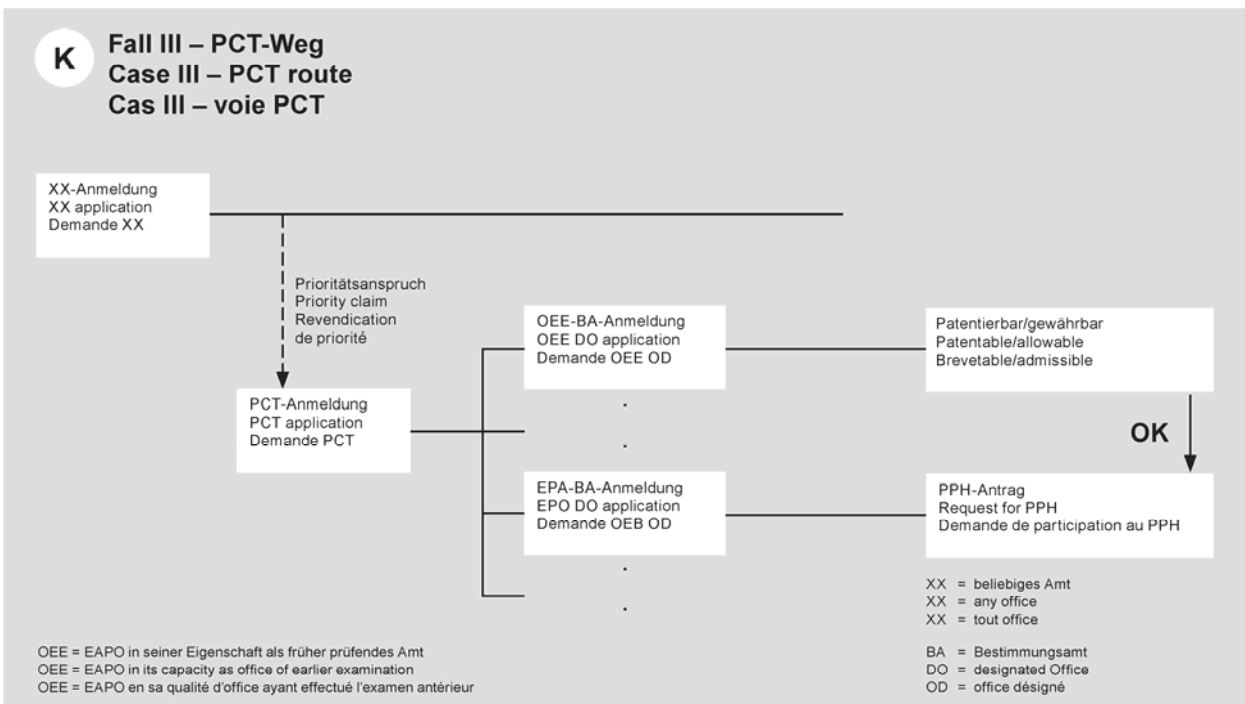 K
Fall III – PCT-Weg
Case III – PCT route
Cas III – voie PCT
XX-Anmeldung
XX application
Demande XX
Prioritätsanspruch
Priority claim
Revendication
de priorité
PCT-Anmeldung
PCT application
Demande PCT
OEE-BA-Anmeldung
OEE DO application
Demande OEE OD
Patentierbar/gewährbar
Patentable/allowable
Brevetable/admissible
OK
EPA-BA-Anmeldung
EPO DO application
Demande OEB OD
PPH-Antrag
Request for PPH
Demande de participation au PPH
XX = beliebiges Amt
XX = any office
XX = tout office
BA = Bestimmungsamt
DO = designated Office
OD = office désigné
OEE = EAPO in seiner Eigenschaft als früher prüfendes Amt
OEE = EAPO in its capacity as office of earlier examination
OEE = EAPO en sa qualité d'office ayant effectué l'examen antérieur